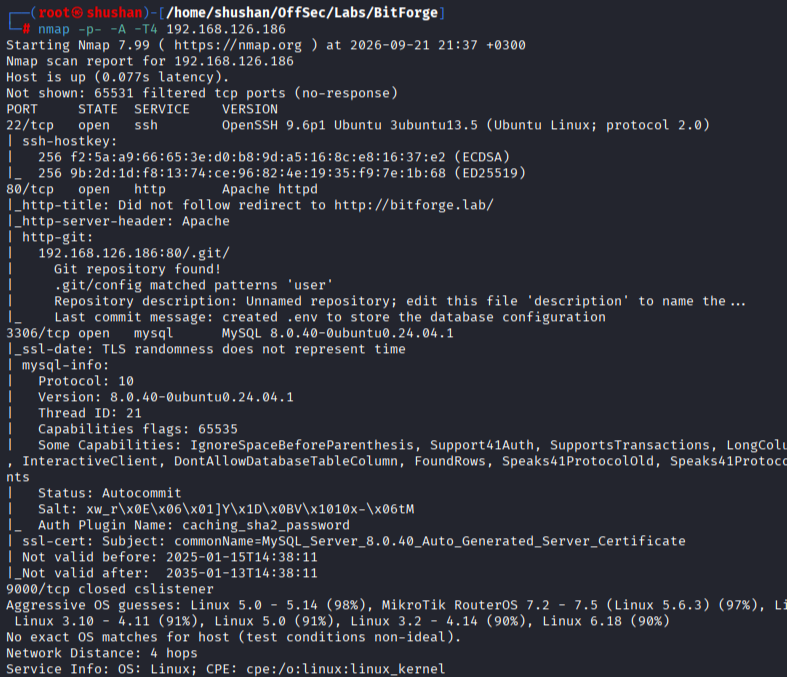 ┌──(root㉿shushan)-[/home/shushan/OffSec/Labs/BitForge]
└─# nmap -p- -A -T4 192.168.126.186
Starting Nmap 7.99 ( https://nmap.org ) at 2026-09-21 21:37 +0300
Nmap scan report for 192.168.126.186
Host is up (0.077s latency).
Not shown: 65531 filtered tcp ports (no-response)
PORT     STATE  SERVICE    VERSION
22/tcp   open   ssh        OpenSSH 9.6p1 Ubuntu 3ubuntu13.5 (Ubuntu Linux; protocol 2.0)
| ssh-hostkey:
|   256 f2:5a:a9:66:65:3e:d0:b8:9d:a5:16:8c:e8:16:37:e2 (ECDSA)
|_  256 9b:2d:1d:f8:13:74:ce:96:82:4e:19:35:f9:7e:1b:68 (ED25519)
80/tcp   open   http       Apache httpd
|_http-title: Did not follow redirect to http://bitforge.lab/
|_http-server-header: Apache
| http-git:
|   192.168.126.186:80/.git/
|     Git repository found!
|     .git/config matched patterns 'user'
|     Repository description: Unnamed repository; edit this file 'description' to name the...
|_    Last commit message: created .env to store the database configuration
3306/tcp open   mysql      MySQL 8.0.40-0ubuntu0.24.04.1
|_ssl-date: TLS randomness does not represent time
| mysql-info:
|   Protocol: 10
|   Version: 8.0.40-0ubuntu0.24.04.1
|   Thread ID: 21
|   Capabilities flags: 65535
|   Some Capabilities: IgnoreSpaceBeforeParenthesis, Support41Auth, SupportsTransactions, LongColu
, InteractiveClient, DontAllowDatabaseTableColumn, FoundRows, Speaks41ProtocolOld, Speaks41Protoco
nts
|   Status: Autocommit
|   Salt: xw_r\x0E\x06\x01]Y\x1D\x0BV\x1010x-\x06tM
|_  Auth Plugin Name: caching_sha2_password
| ssl-cert: Subject: commonName=MySQL_Server_8.0.40_Auto_Generated_Server_Certificate
| Not valid before: 2025-01-15T14:38:11
|_Not valid after:  2035-01-13T14:38:11
9000/tcp closed cslistener
Aggressive OS guesses: Linux 5.0 - 5.14 (98%), MikroTik RouterOS 7.2 - 7.5 (Linux 5.6.3) (97%), Li
Linux 3.10 - 4.11 (91%), Linux 5.0 (91%), Linux 3.2 - 4.14 (90%), Linux 6.18 (90%)
No exact OS matches for host (test conditions non-ideal).
Network Distance: 4 hops
Service Info: OS: Linux; CPE: cpe:/o:linux:linux_kernel